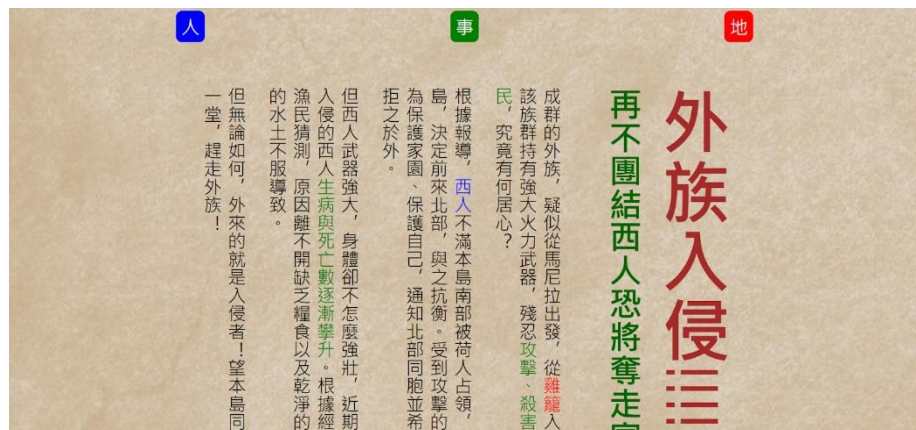 人
事
地
外族入侵
再不團結西人恐將奪走
成群的外族，疑似從馬尼拉出發，從雞籠入
該族群持有強大火力武器，殘忍攻擊、殺害
民，究竟有何居心？
根據報導，西人不滿本島南部被荷人占領，
島，決定前來北部，與之抗衡。受到攻擊的
為保護家園、保護自己，通知北部同胞並希
拒之於外。
但西人武器強大，身體卻不怎麼強壯，近期
入侵的西人生病與死亡數逐漸攀升。根據經
漁民猜測，原因離不開缺乏糧食以及乾淨的
的水土不服導致。
但無論如何，外來的就是入侵者！望本島同
一堂，趕走外族！